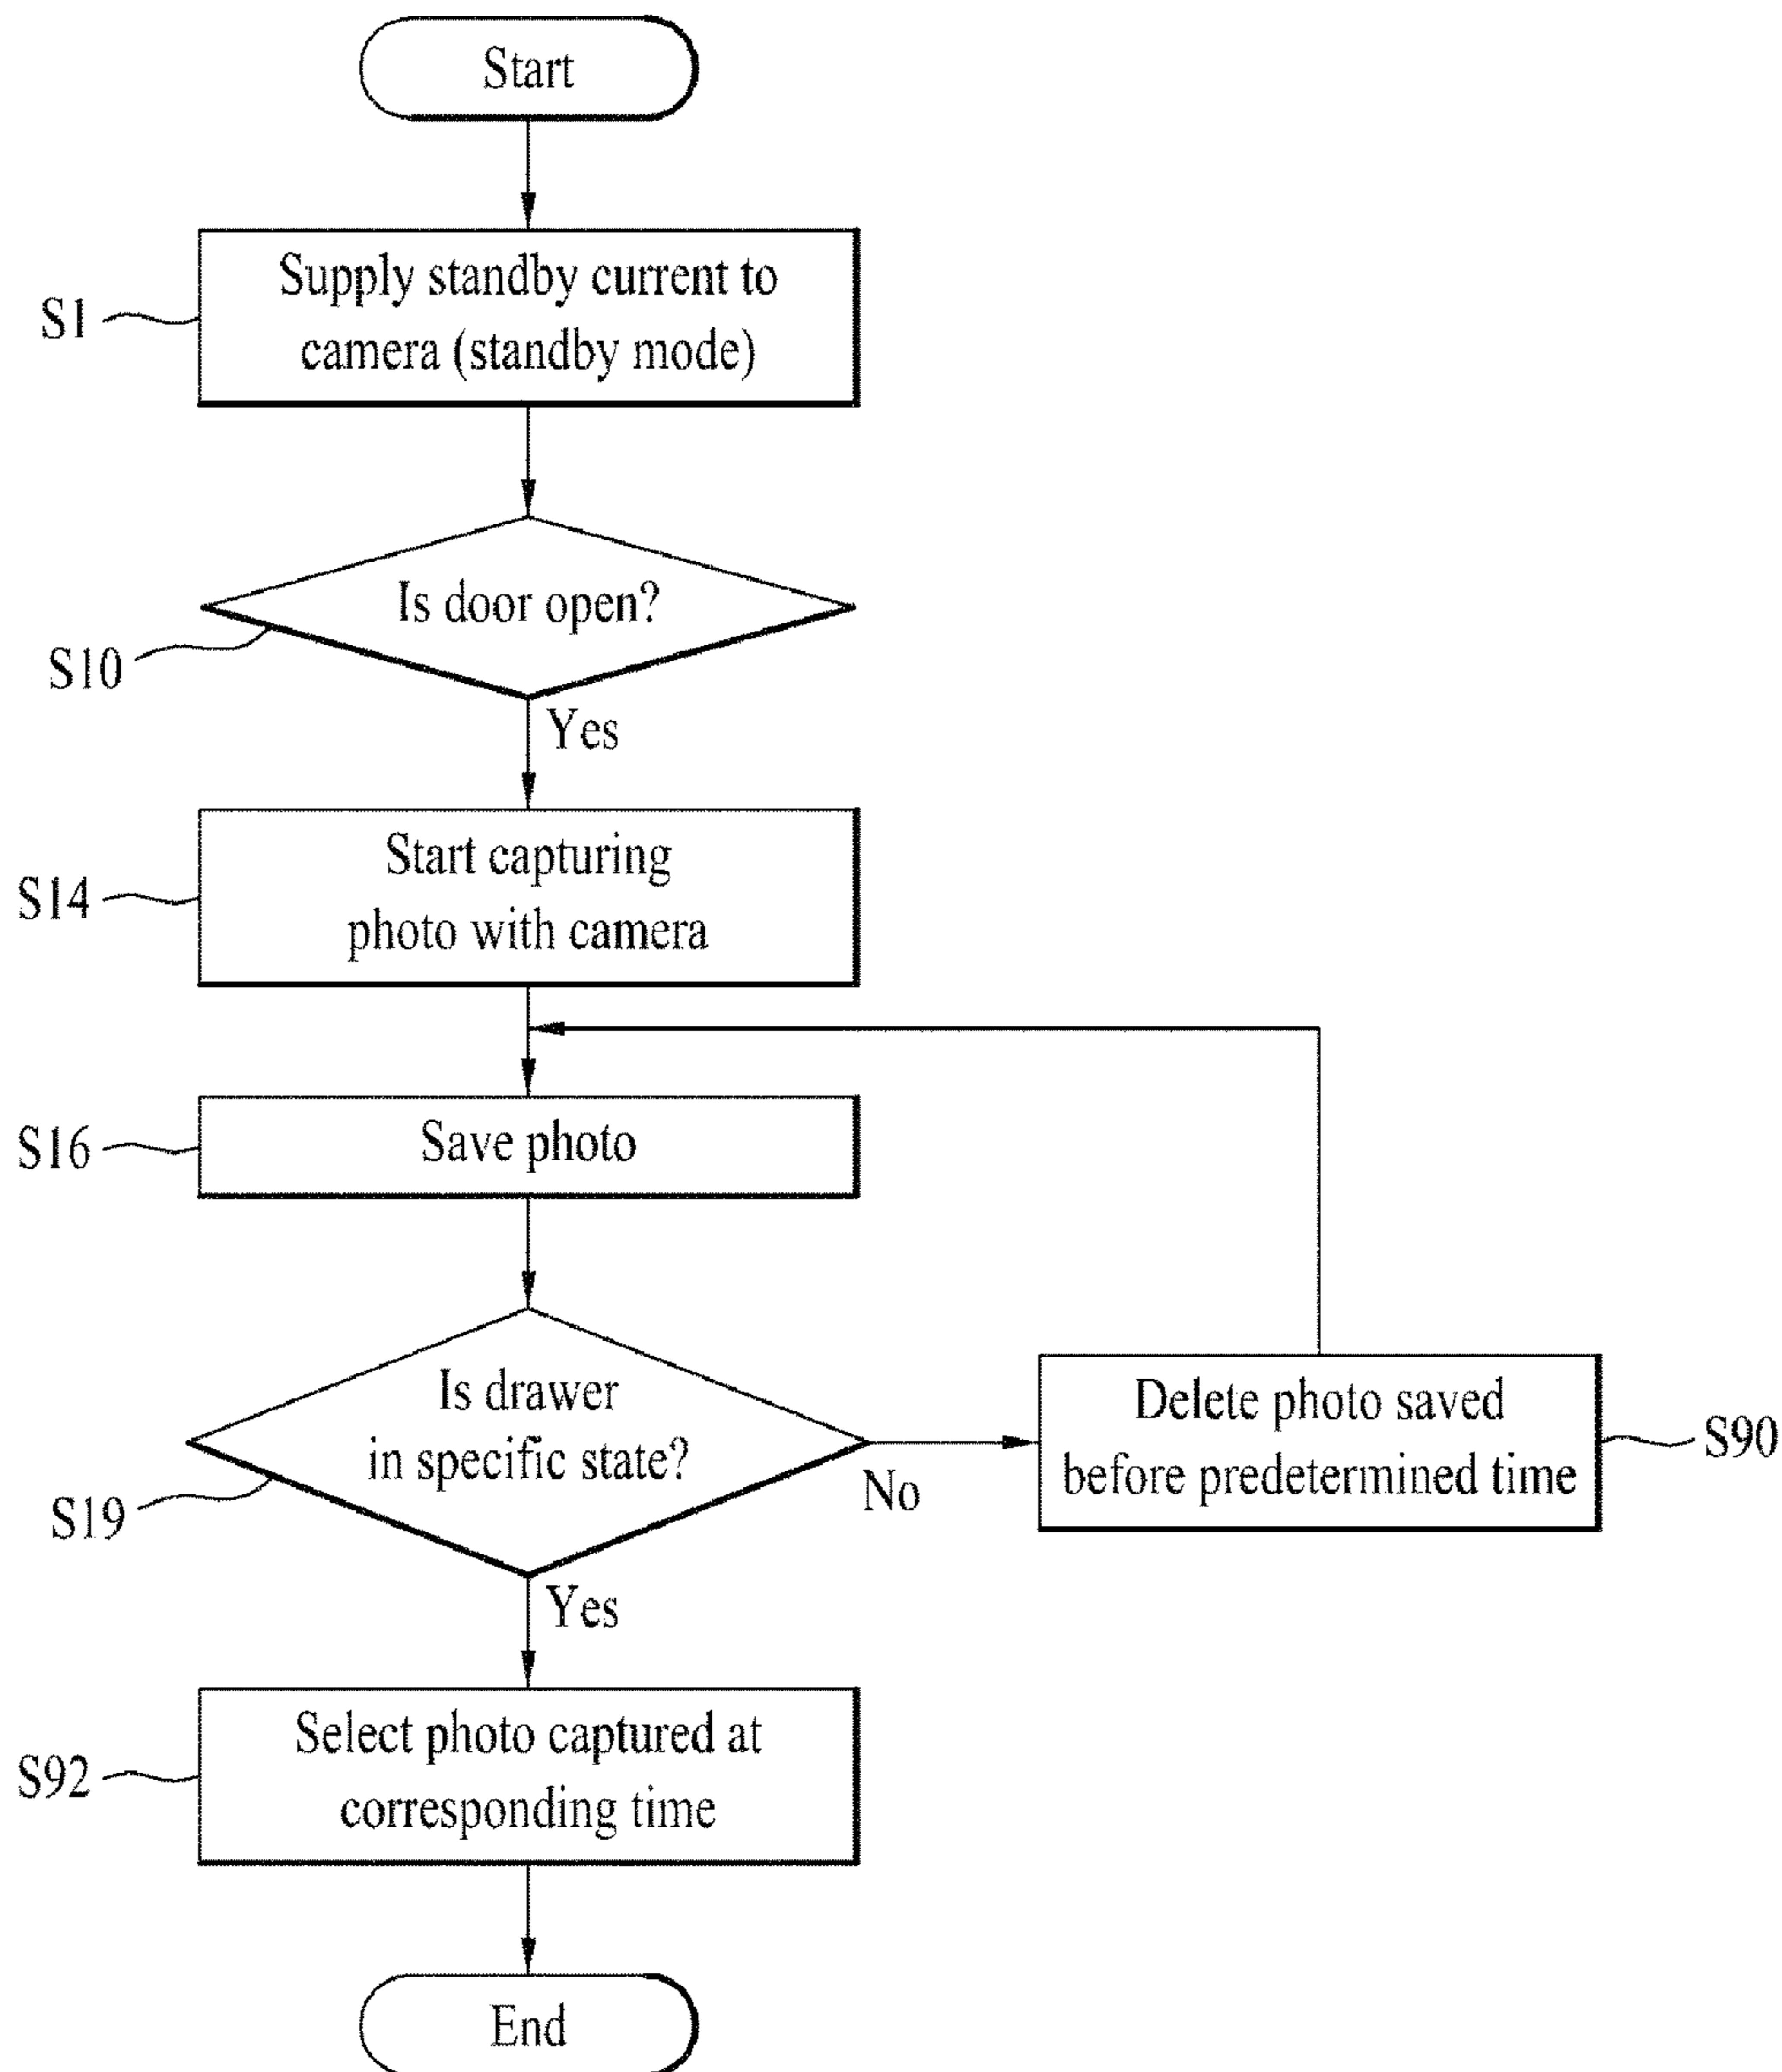 Start
S1
Supply standby current to
camera (standby mode)
Is door open?
S10
Yes
S14
Start capturing
photo with camera
S16
Save photo
Is drawer
in specific state?
S19
No
Delete photo saved
before predetermined time
S90
Yes
S92
Select photo captured at
corresponding time
End